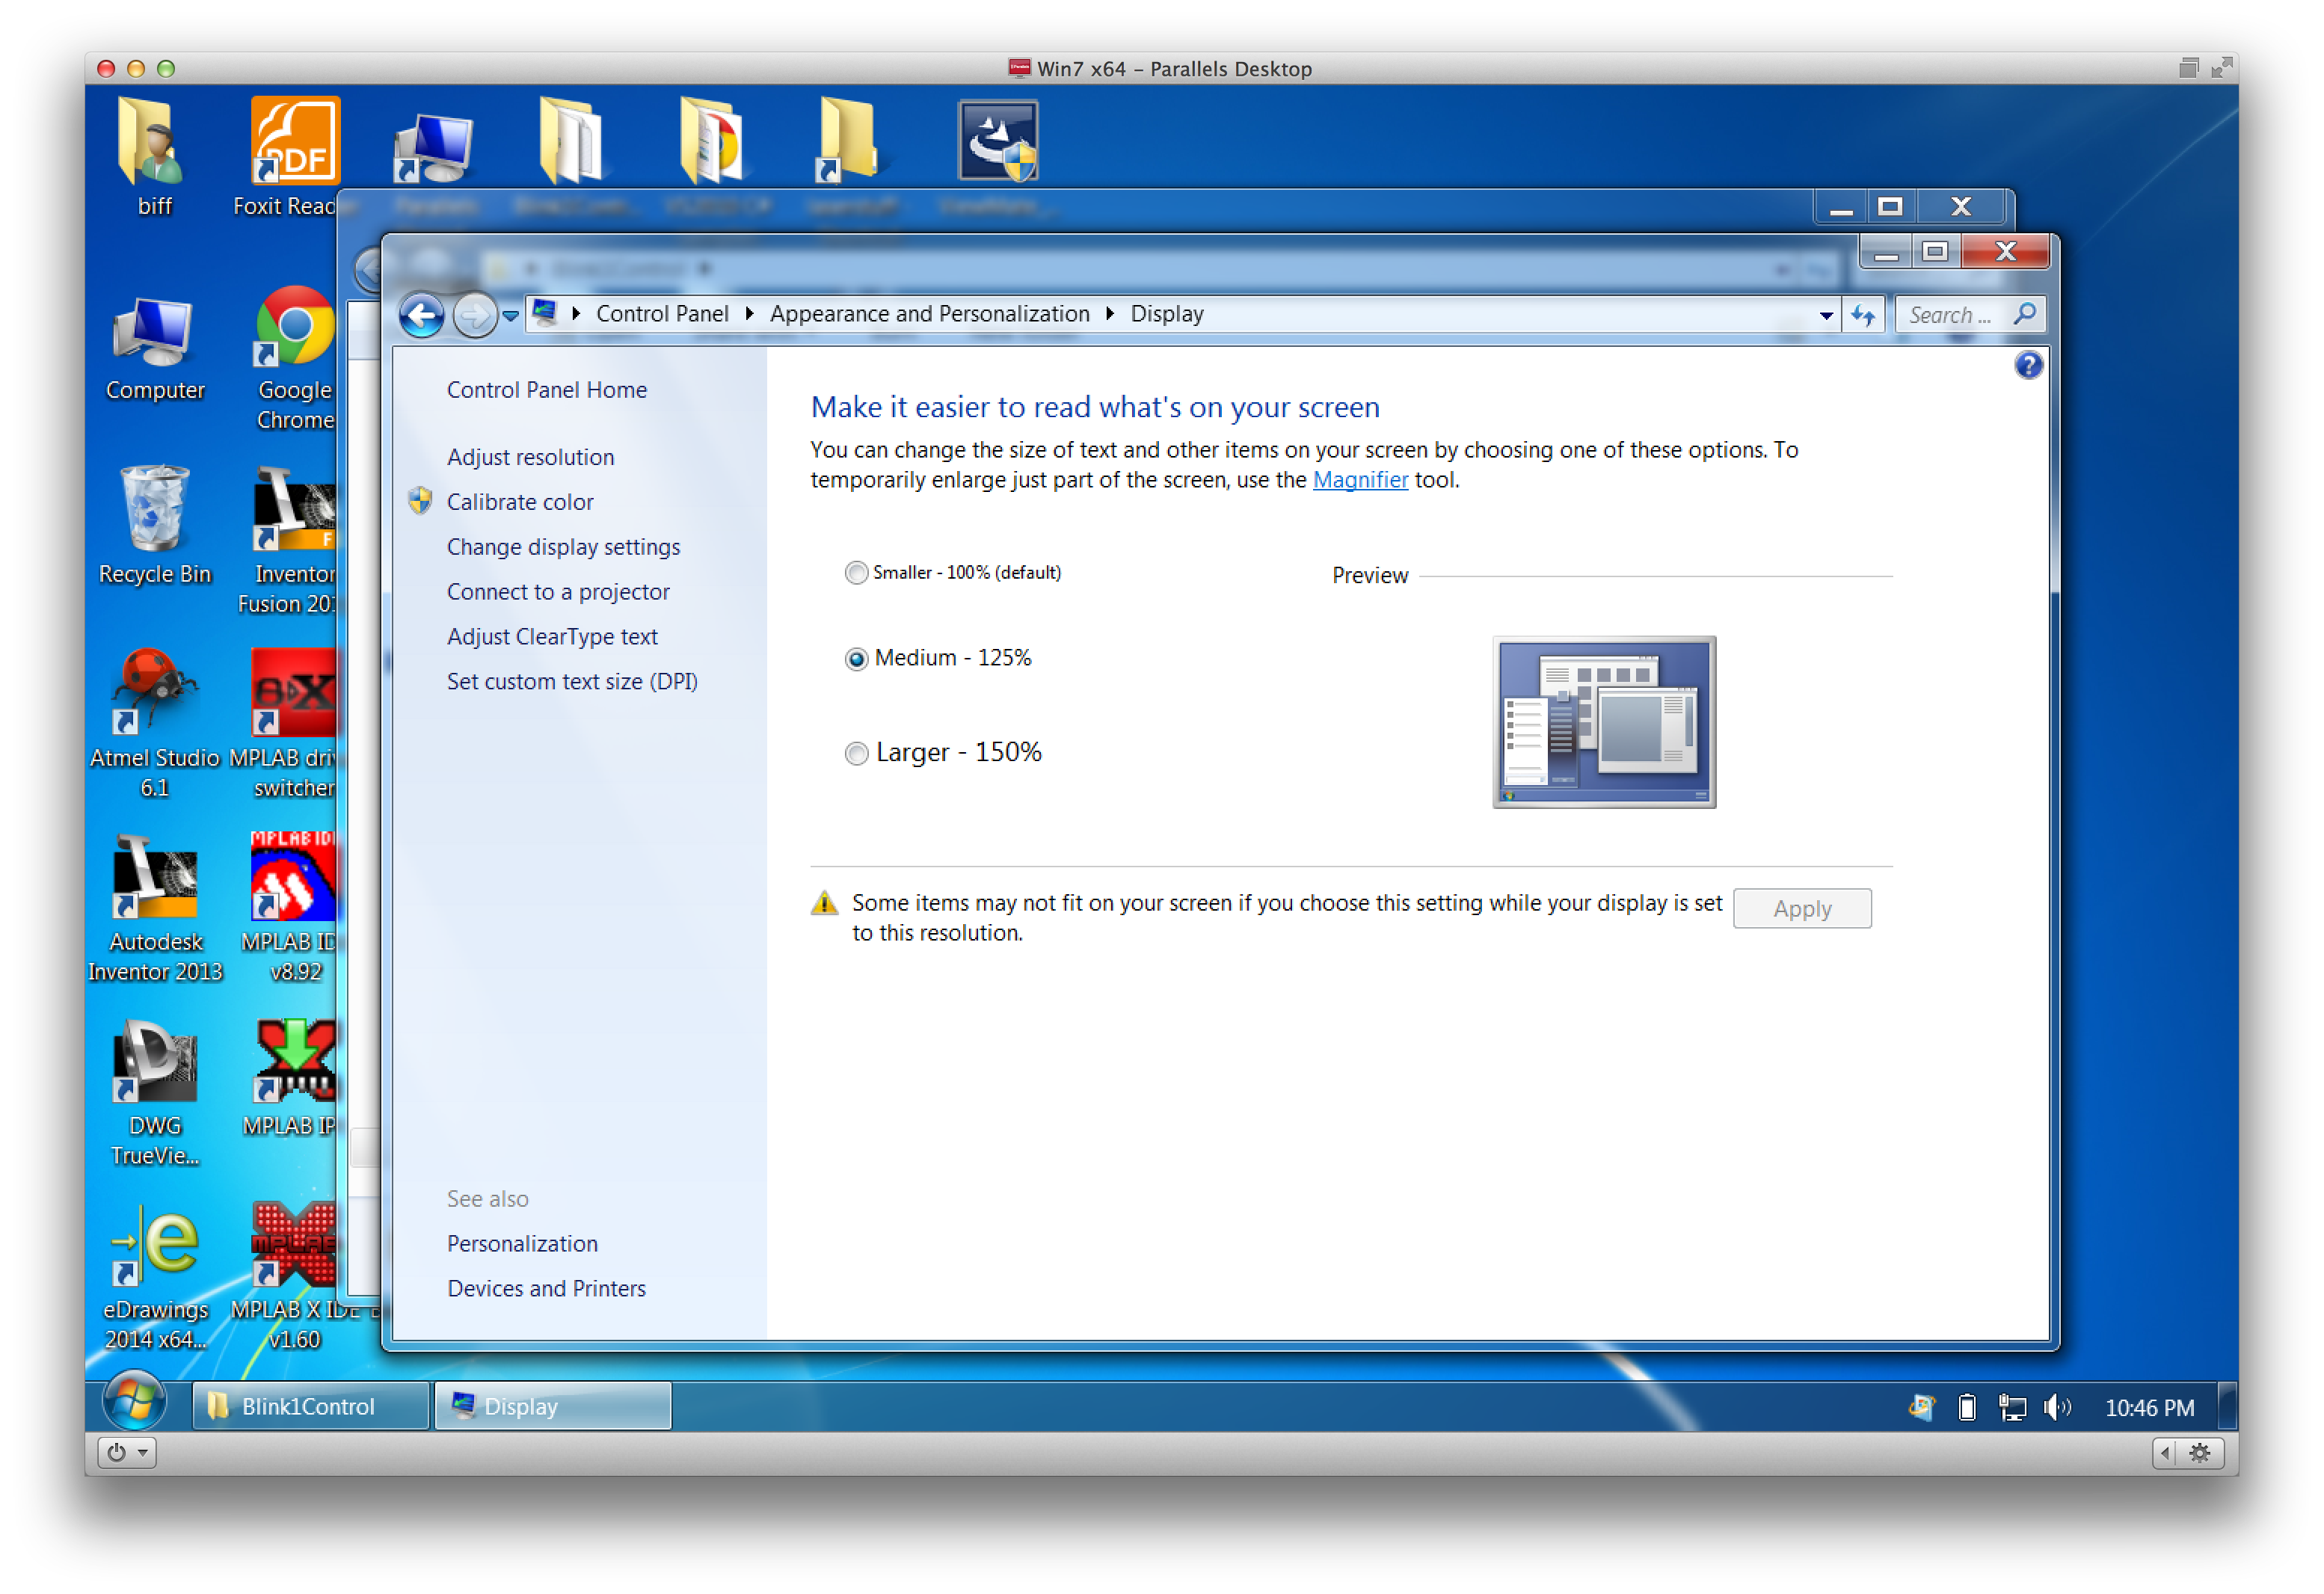 Win7 x64 – Parallels Desktop
biff
Foxit Read
Computer
Google
Chrome
Recycle Bin
Inventor
Fusion 20
Atmel Studio
6.1
MPLAB dri
switcher
Autodesk
Inventor 2013
MPLAB ID
v8.92
DWG
TrueVie...
MPLAB IP
eDrawings
2014 x64...
MPLAB X IDE
v1.60
PDF
MPLAB ID
Control Panel
Appearance and Personalization
Display
Search ...
Control Panel Home
Adjust resolution
Calibrate color
Change display settings
Connect to a projector
Adjust ClearType text
Set custom text size (DPI)
See also
Personalization
Devices and Printers
Make it easier to read what's on your screen
You can change the size of text and other items on your screen by choosing one of these options. To
temporarily enlarge just part of the screen, use the Magnifier tool.
Smaller - 100% (default)
Medium - 125%
Larger - 150%
Preview
Some items may not fit on your screen if you choose this setting while your display is set
to this resolution.
Apply
Blink1Control
Display
10:46 PM